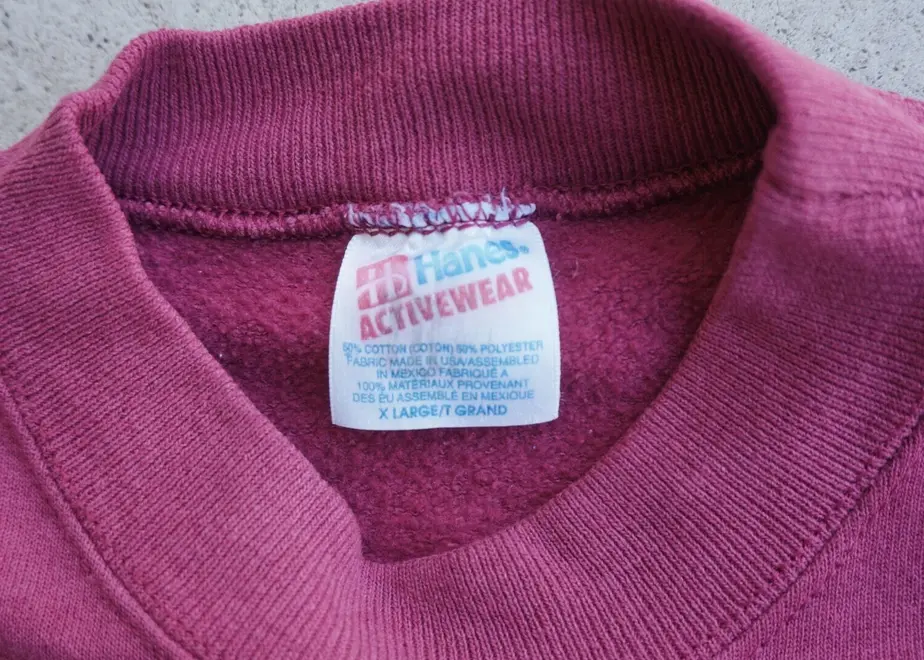 Hanes®
ACTIVEWEAR
50% COTTON (COTON) 50% POLYESTER
FABRIC MADE IN USA/ASSEMBLED
IN MEXICO FABRIQUÉ A
100% MATÉRIAUX PROVENANT
DES ÉU ASSEMBLÉ EN MEXIQUE
X LARGE/T GRAND